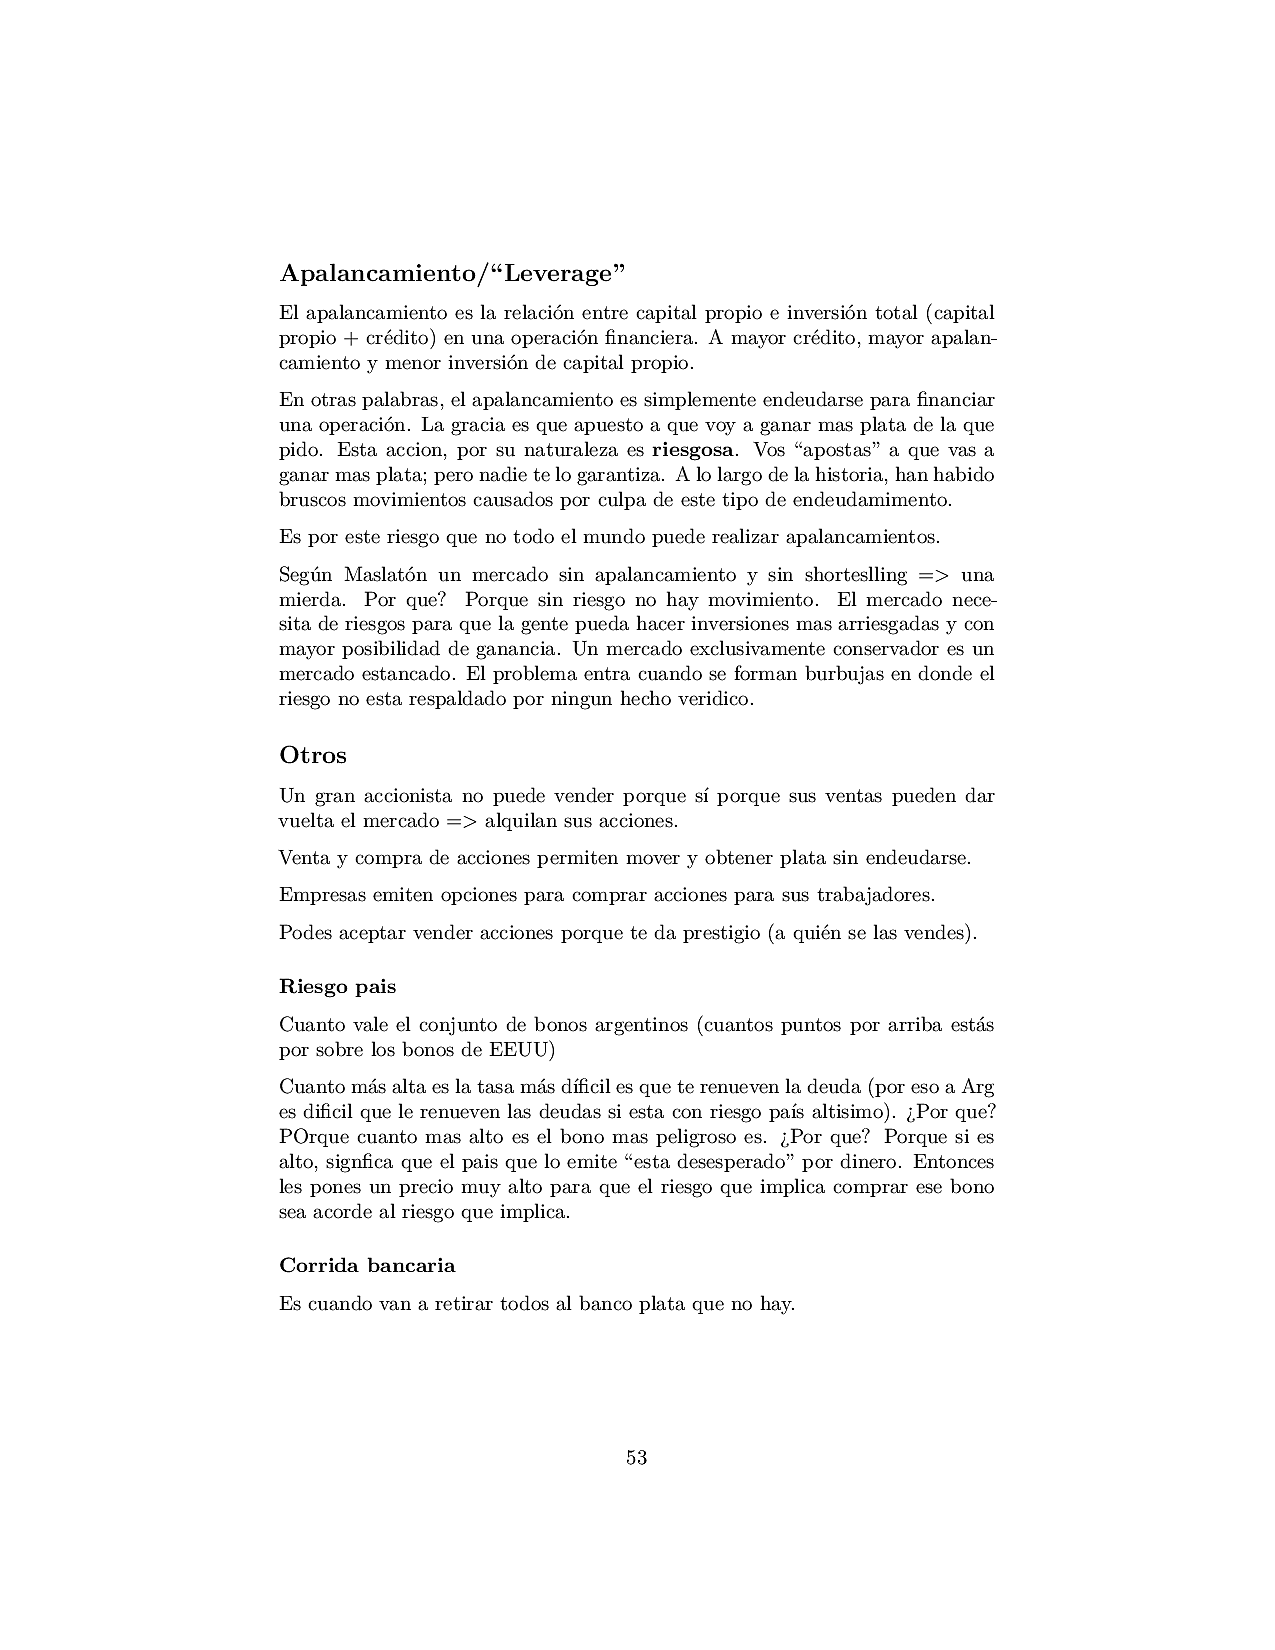 Apalancamiento/“Leverage”
El apalancamiento es la relación entre capital propio e inversión total (capital
propio + crédito) en una operación financiera. A mayor crédito, mayor apalan-
camiento y menor inversión de capital propio.
En otras palabras, el apalancamiento es simplemente endeudarse para financiar
una operación. La gracia es que apuesto a que voy a ganar mas plata de la que
pido. Esta accion, por su naturaleza es riesgosa. Vos “apostas” a que vas a
ganar mas plata; pero nadie te lo garantiza. A lo largo de la historia, han habido
bruscos movimientos causados por culpa de este tipo de endeudamimento.
Es por este riesgo que no todo el mundo puede realizar apalancamientos.
Según Maslatón un mercado sin apalancamiento y sin shorteslling => una
mierda. Por que? Porque sin riesgo no hay movimiento. El mercado nece-
sita de riesgos para que la gente pueda hacer inversiones mas arriesgadas y con
mayor posibilidad de ganancia. Un mercado exclusivamente conservador es un
mercado estancado. El problema entra cuando se forman burbujas en donde el
riesgo no esta respaldado por ningun hecho veridico.
Otros
Un gran accionista no puede vender porque sí porque sus ventas pueden dar
vuelta el mercado => alquilan sus acciones.
Venta y compra de acciones permiten mover y obtener plata sin endeudarse.
Empresas emiten opciones para comprar acciones para sus trabajadores.
Podes aceptar vender acciones porque te da prestigio (a quién se las vendes).
Riesgo pais
Cuanto vale el conjunto de bonos argentinos (cuantos puntos por arriba estás
por sobre los bonos de EEUU)
Cuanto más alta es la tasa más díficil es que te renueven la deuda (por eso a Arg
es dificil que le renueven las deudas si esta con riesgo país altisimo). ¿Por que?
POrque cuanto mas alto es el bono mas peligroso es. ¿Por que? Porque si es
alto, signfica que el pais que lo emite “esta desesperado” por dinero. Entonces
les pones un precio muy alto para que el riesgo que implica comprar ese bono
sea acorde al riesgo que implica.
Corrida bancaria
Es cuando van a retirar todos al banco plata que no hay.
53